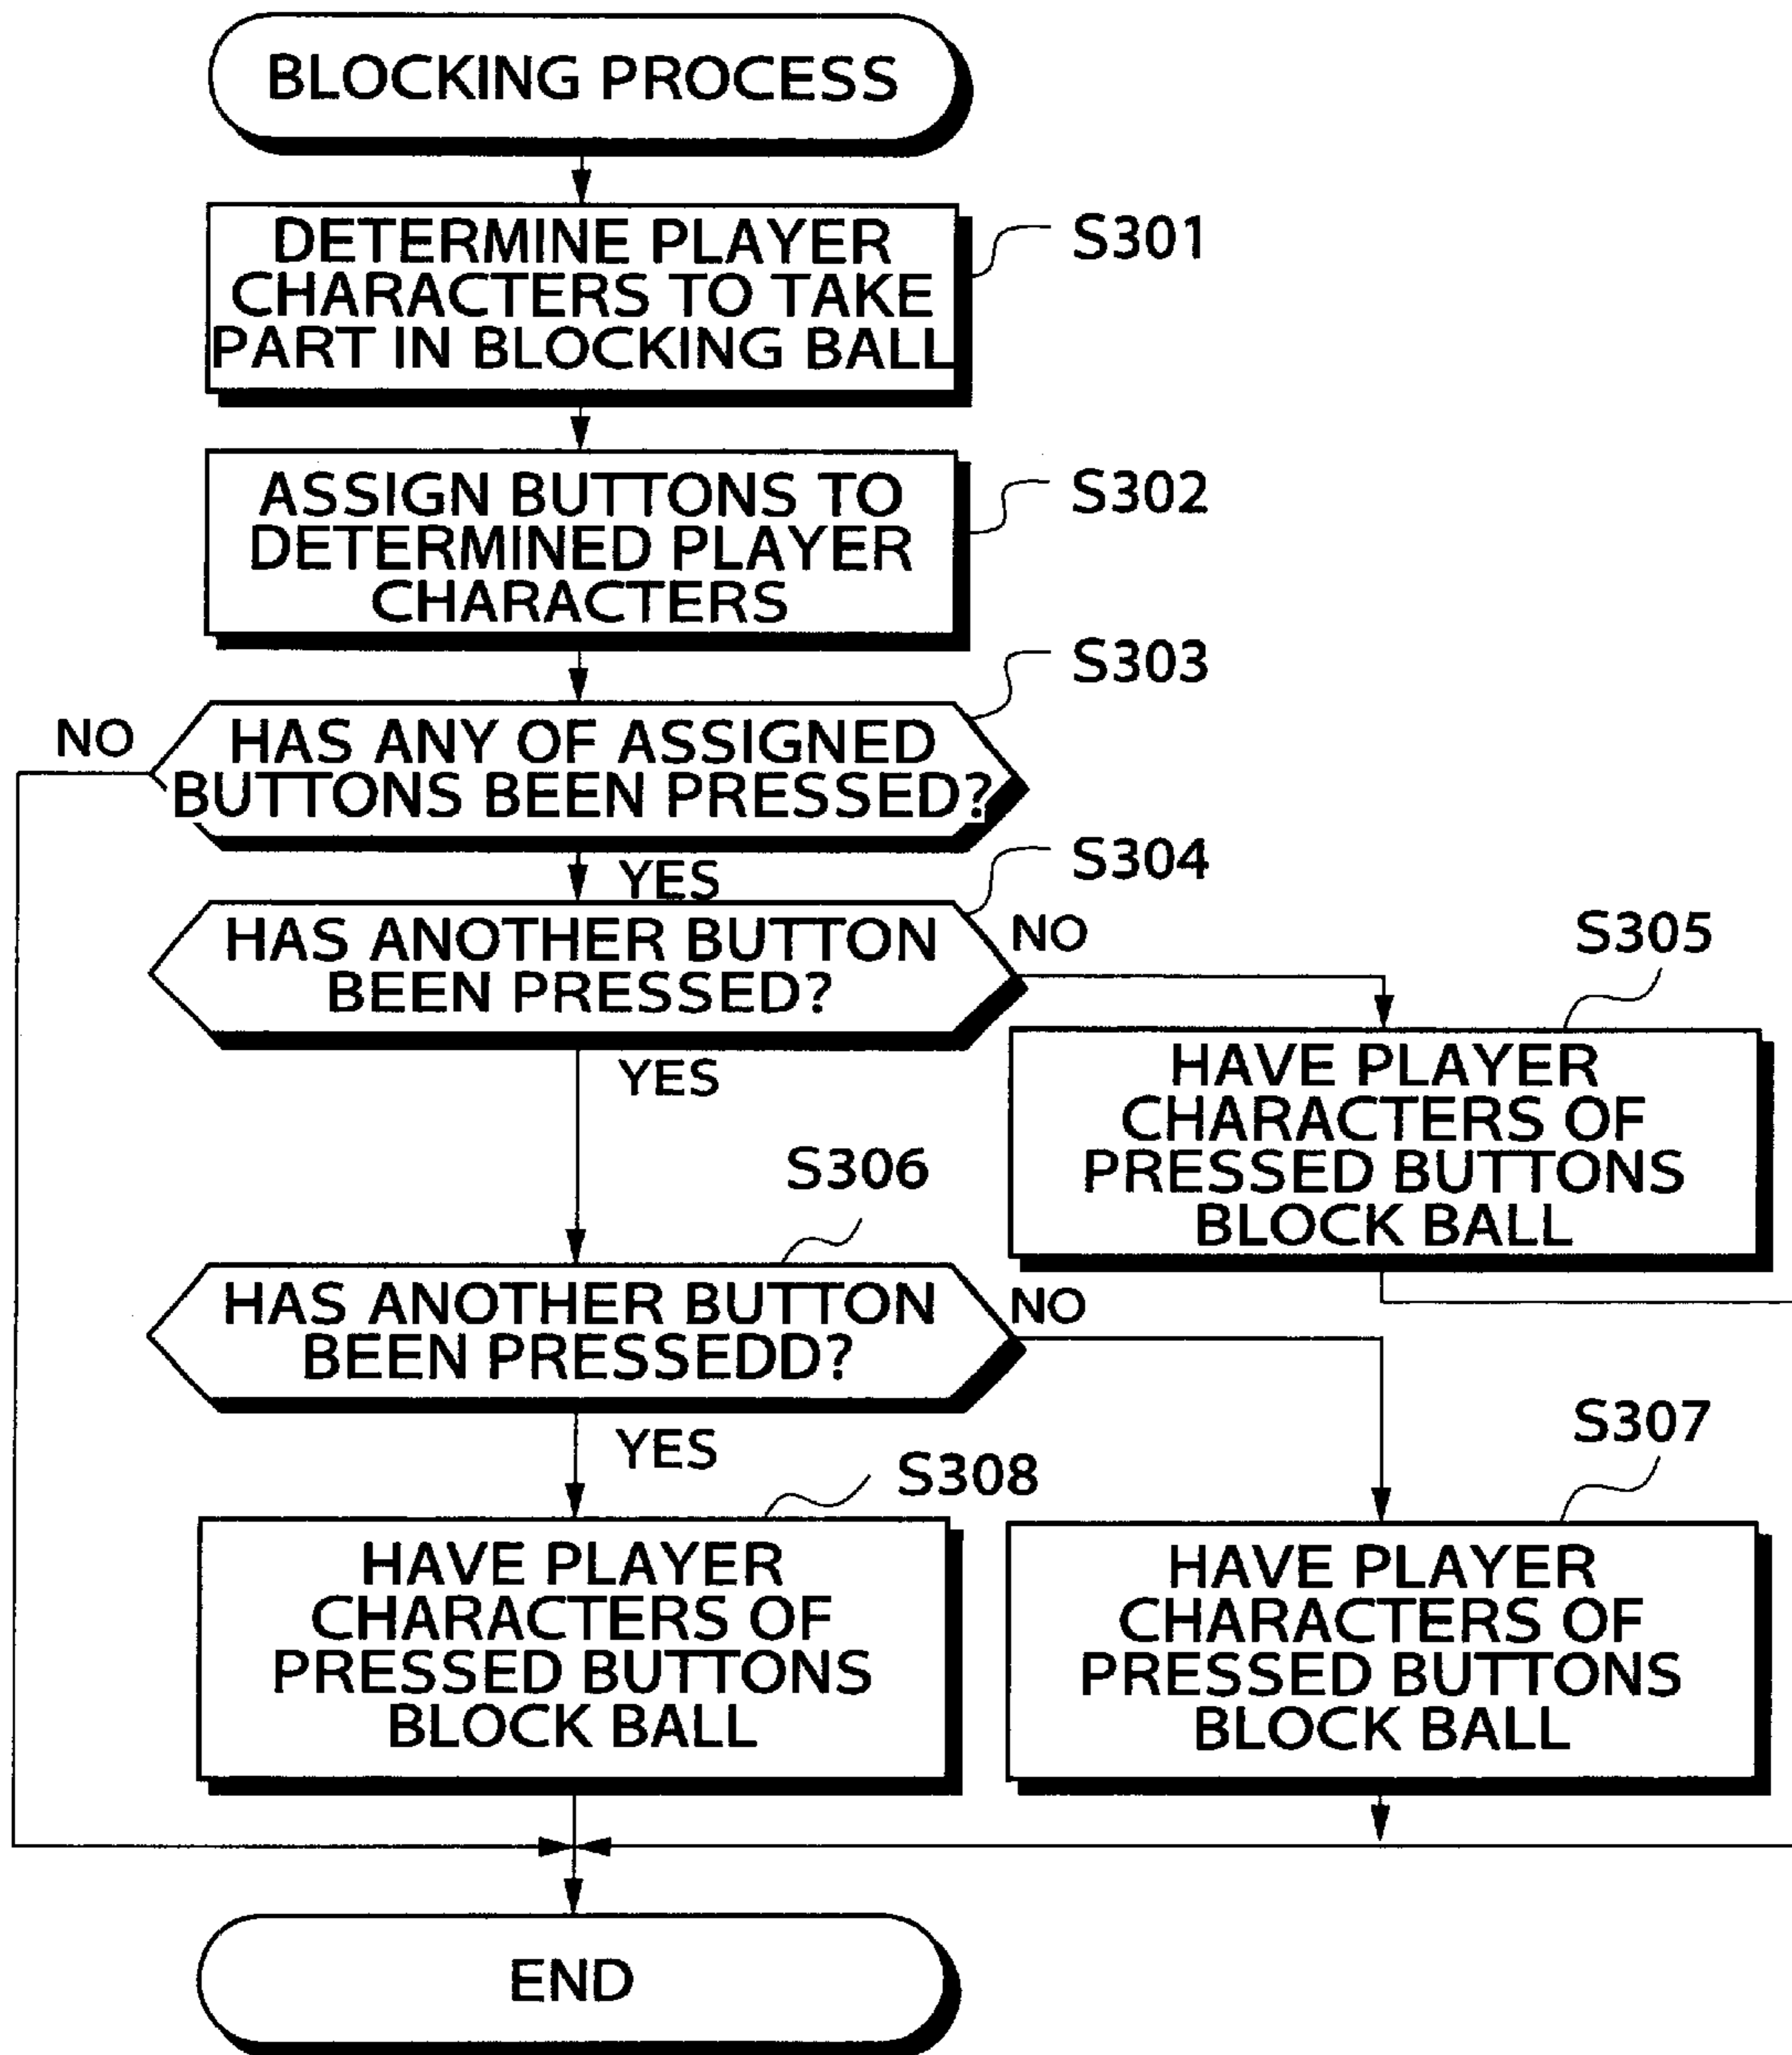 BLOCKING PROCESS
DETERMINE PLAYER
CHARACTERS TO TAKE
PART IN BLOCKING BALL
S301
ASSIGN BUTTONS TO
DETERMINED PLAYER
CHARACTERS
S302
S303
NO
HAS ANY OF ASSIGNED
BUTTONS BEEN PRESSED?
YES
S304
HAS ANOTHER BUTTON
BEEN PRESSED?
NO
YES
S305
HAVE PLAYER
CHARACTERS OF
PRESSED BUTTONS
BLOCK BALL
S306
HAS ANOTHER BUTTON
BEEN PRESSEDD?
NO
YES
S307
S308
HAVE PLAYER
CHARACTERS OF
PRESSED BUTTONS
BLOCK BALL
HAVE PLAYER
CHARACTERS OF
PRESSED BUTTONS
BLOCK BALL
END